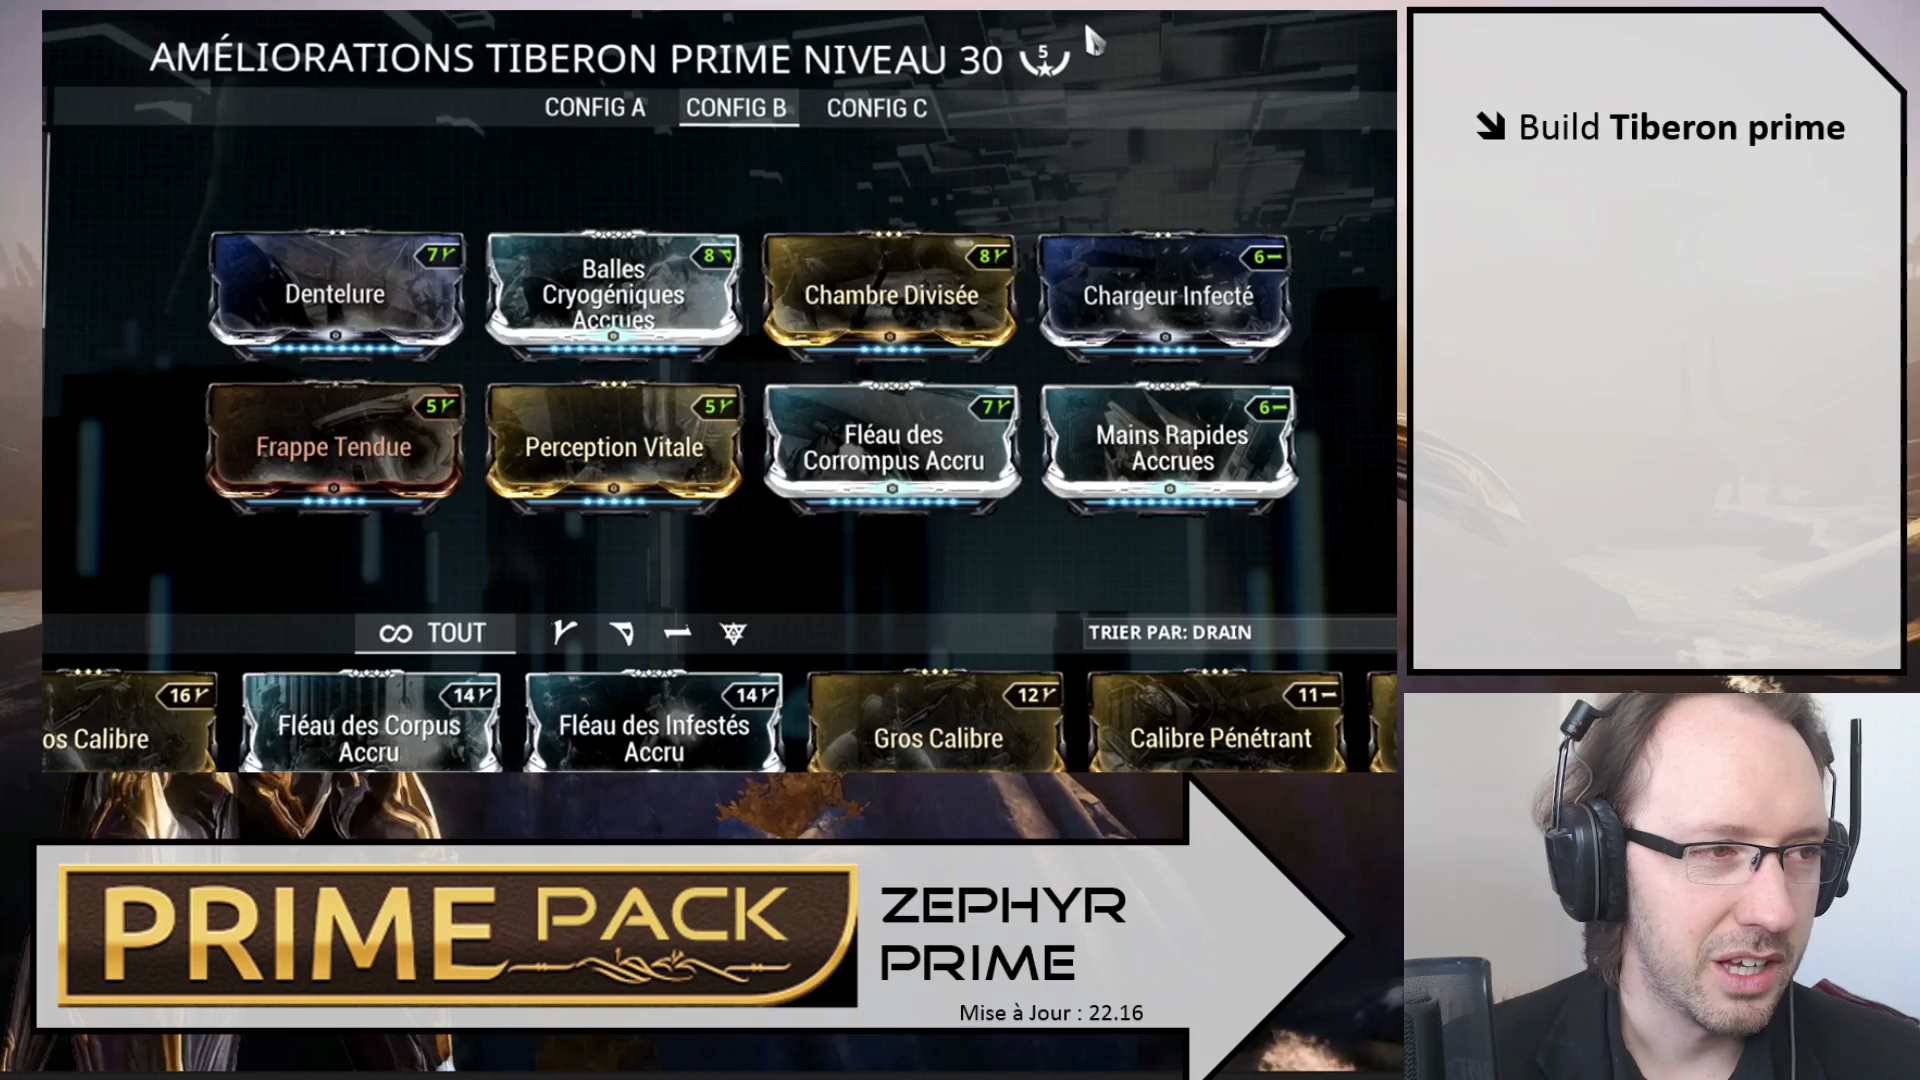 AMÉLIORATIONS TIBERON PRIME NIVEAU 30 5
CONFIG A CONFIG B CONFIG C
Build Tiberon prime
7
Dentelure
8
Balles
Cryogéniques
Accrues
8
Chambre Divisée
6
Chargeur Infecté
5
Frappe Tendue
5
Perception Vitale
7
Fléau des
Corrompus Accru
6
Mains Rapides
Accrues
TOUT
TRIER PAR: DRAIN
16
os Calibre
14
Fléau des Corpus
Accru
14
Fléau des Infestés
Accru
12
Gros Calibre
11
Calibre Pénétrant
PRIME PACK
ZEPHYR
PRIME
Mise à Jour : 22.16